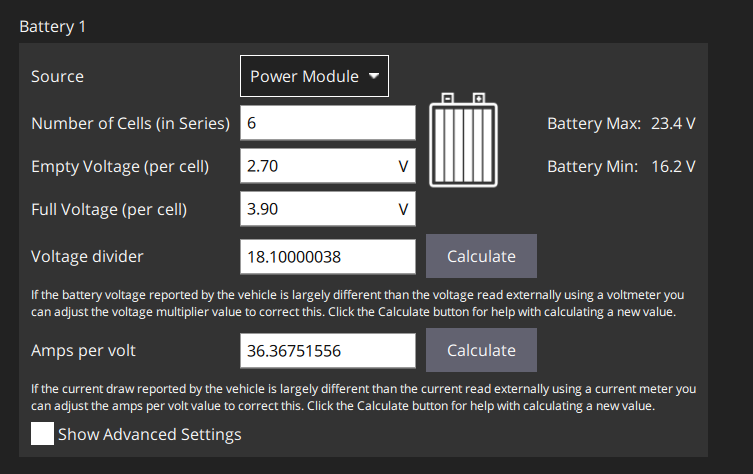 Battery 1
Source Power Module
Number of Cells (in Series) 6 Battery Max: 23.4 V
Empty Voltage (per cell) 2.70 V Battery Min: 16.2 V
Full Voltage (per cell) 3.90 V
Voltage divider 18.10000038 Calculate
If the battery voltage reported by the vehicle is largely different than the voltage read externally using a voltmeter you
can adjust the voltage multiplier value to correct this. Click the Calculate button for help with calculating a new value.
Amps per volt 36.36751556 Calculate
If the current draw reported by the vehicle is largely different than the current read externally using a current meter you
can adjust the amps per volt value to correct this. Click the Calculate button for help with calculating a new value.
Show Advanced Settings